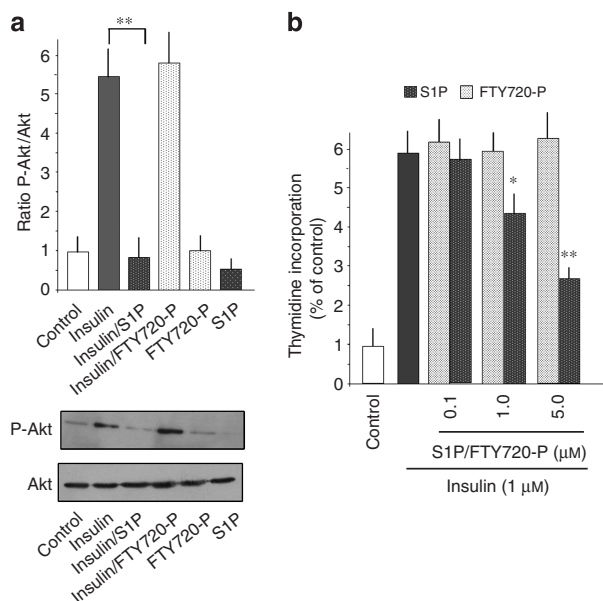 a
**
6
5
4
3
2
1
0
Ratio P-Akt/Akt
Control
Insulin
Insulin/S1P
Insulin/FTY720-P
FTY720-P
S1P
P-Akt
Akt
Control
Insulin
Insulin/S1P
Insulin/FTY720-P
FTY720-P
S1P
b
S1P FTY720-P
7
6
5
4
3
2
1
0
Thymidine incorporation
(% of control)
*
**
Control
0.1 1.0 5.0
S1P/FTY720-P (μM)
Insulin (1 μM)